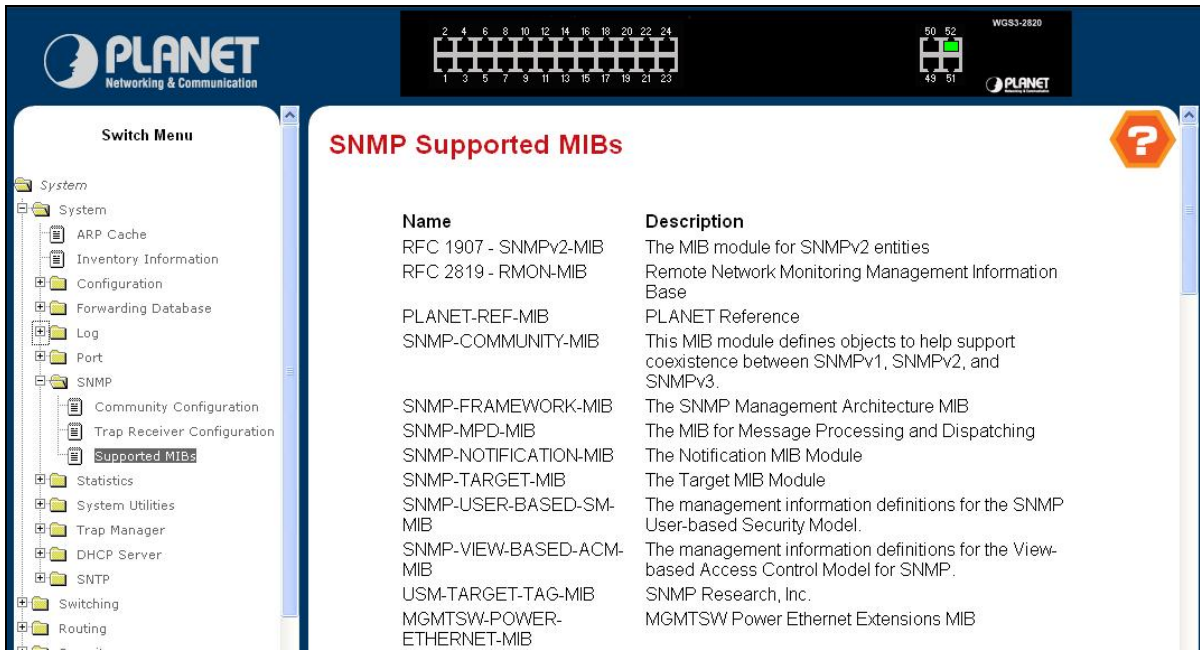 PLANET
Networking & Communication
2 4 6 8 10 12 14 16 18 20 22 24
1 3 5 7 9 11 13 15 17 19 21 23
50 52
49 51
WGS3-2820
PLANET
Switch Menu
System
System
ARP Cache
Inventory Information
Configuration
Forwarding Database
Log
Port
SNMP
Community Configuration
Trap Receiver Configuration
Supported MIBs
Statistics
System Utilities
Trap Manager
DHCP Server
SNTP
Switching
Routing
SNMP Supported MIBs
?
Name Description
RFC 1907 - SNMPv2-MIB The MIB module for SNMPv2 entities
RFC 2819 - RMON-MIB Remote Network Monitoring Management Information
Base
PLANET-REF-MIB PLANET Reference
SNMP-COMMUNITY-MIB This MIB module defines objects to help support
coexistence between SNMPv1, SNMPv2, and
SNMPv3.
SNMP-FRAMEWORK-MIB The SNMP Management Architecture MIB
SNMP-MPD-MIB The MIB for Message Processing and Dispatching
SNMP-NOTIFICATION-MIB The Notification MIB Module
SNMP-TARGET-MIB The Target MIB Module
SNMP-USER-BASED-SM- The management information definitions for the SNMP
MIB User-based Security Model.
SNMP-VIEW-BASED-ACM- The management information definitions for the View-
MIB based Access Control Model for SNMP.
USM-TARGET-TAG-MIB SNMP Research, Inc.
MGMTSW-POWER- MGMTSW Power Ethernet Extensions MIB
ETHERNET-MIB